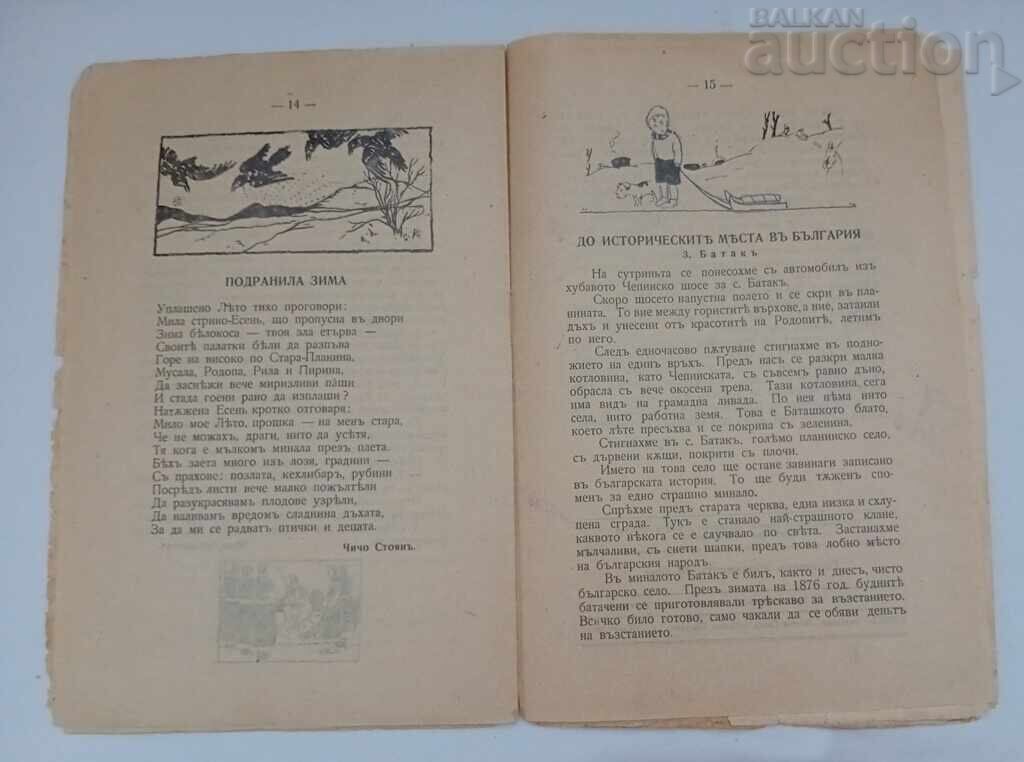 BALKAN
auction
— 14 —
ПОДРАНИЛА ЗИМА
Уплашено Лѣто тихо проговори:
Мила стрино-Есень, що пропусна въ двори
Зима бѣлокоса — твоя зла етърва —
Своитѣ палатки бѣли да разпъва
Горе на високо по Стара-Планина,
Мусала, Родопа, Рила и Пирина,
Да заснѣжи вече миризливи паши
И стада гоени рано да изплаши?
Натѫжена Есень кротко отговаря:
Мило мое Лѣто, прошка — на менъ стара,
Че не можахъ, драги, нито да усѣтя,
Тя кога е мълкомъ минала презъ плета.
Бѣхъ заета много изъ лозя, градини —
Съ прахове: позлата, кехлибаръ, рубини
Посрѣдъ листи вече малко пожълтѣли
Да разукрасявамъ плодове узрѣли,
Да наливамъ вредомъ сладнина дъхата,
За да ми се радватъ птички и децата.
Чичо Стоянъ.
— 15 —
ДО ИСТОРИЧЕСКИТѢ МѢСТА ВЪ БЪЛГАРИЯ
3. Батакъ
На сутриньта се понесохме съ автомобилъ изъ
хубавото Чепинско шосе за с. Батакъ.
Скоро шосето напустна полето и се скри въ пла-
нината. То вие между гориститѣ върхове, а ние, затаили
дъхъ и унесени отъ красотитѣ на Родопитѣ, летимъ
по него.
Следъ едночасово пѫтуване стигнахме въ подно-
жието на единъ връхъ. Предъ насъ се разкри малка
котловина, като Чепинската, съ съвсемъ равно дъно,
обрасла съ вече окосена трева. Тази котловина сега
има видъ на грамадна ливада. По нея нѣма нито
села, нито работна земя. Това е Баташкото блато,
което лѣте пресъхва и се покрива съ зеленина.
Стигнахме въ с. Батакъ, голѣмо планинско село,
съ дървени кѫщи, покрити съ плочи.
Името на това село ще остане завинаги записано
въ българската история. То ще буди тѫженъ спо-
менъ за едно страшно минало.
Спрѣхме предъ старата черква, една низка и схлу-
пена сграда. Тукъ е станало най-страшното клане,
каквото нѣкога се е случвало по свѣта. Застанахме
мълчаливи, съ снети шапки, предъ това лобно мѣсто
на българския народъ.
Въ миналото Батакъ е билъ, както и днесъ, чисто
българско село. Презъ зимата на 1876 год. буднитѣ
батачени се приготовлявали трѣскаво за възстанието.
Всичко било готово, само чакали да се обяви деньтъ
на възстанието.